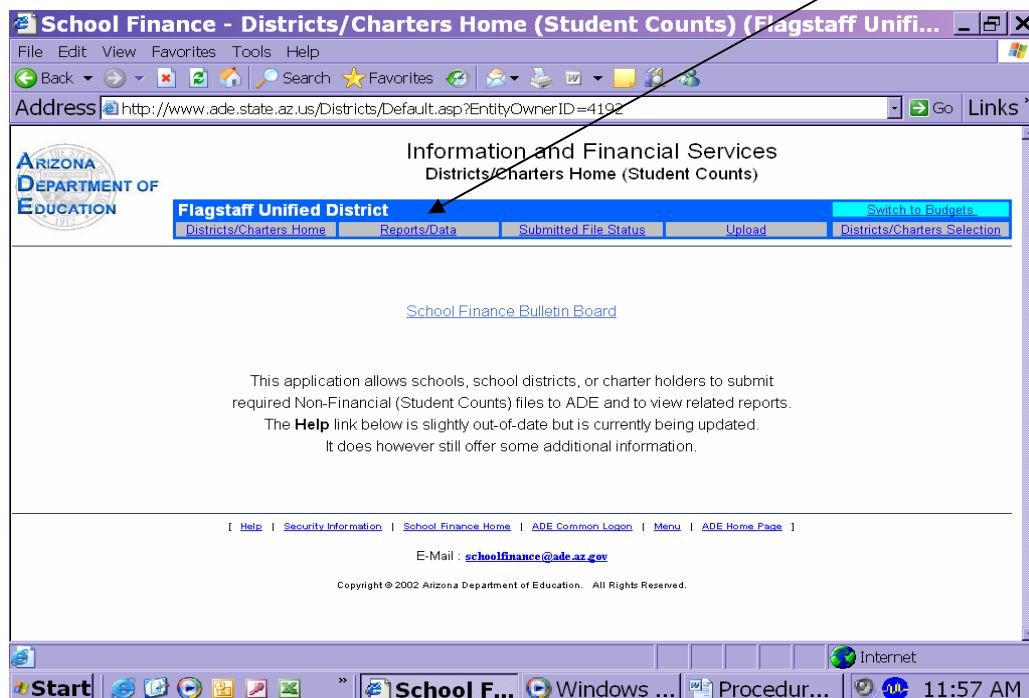 School Finance - Districts/Charters Home (Student Counts) (Flagstaff Unifi...
File Edit View Favorites Tools Help
Back Search Favorites
Address http://www.ade.state.az.us/Districts/Default.asp?EntityOwnerID=4192 Go Links
ARIZONA
DEPARTMENT OF
EDUCATION
1912
Information and Financial Services
Districts/Charters Home (Student Counts)
Flagstaff Unified District Switch to Budgets
Districts/Charters Home Reports/Data Submitted File Status Upload Districts/Charters Selection
School Finance Bulletin Board
This application allows schools, school districts, or charter holders to submit
required Non-Financial (Student Counts) files to ADE and to view related reports.
The Help link below is slightly out-of-date but is currently being updated.
It does however still offer some additional information.
[ Help | Security Information | School Finance Home | ADE Common Logon | Menu | ADE Home Page ]
E-Mail : schoolfinance@ade.az.gov
Copyright © 2002 Arizona Department of Education. All Rights Reserved.
Internet
Start » School F... Windows ... Procedur... 11:57 AM